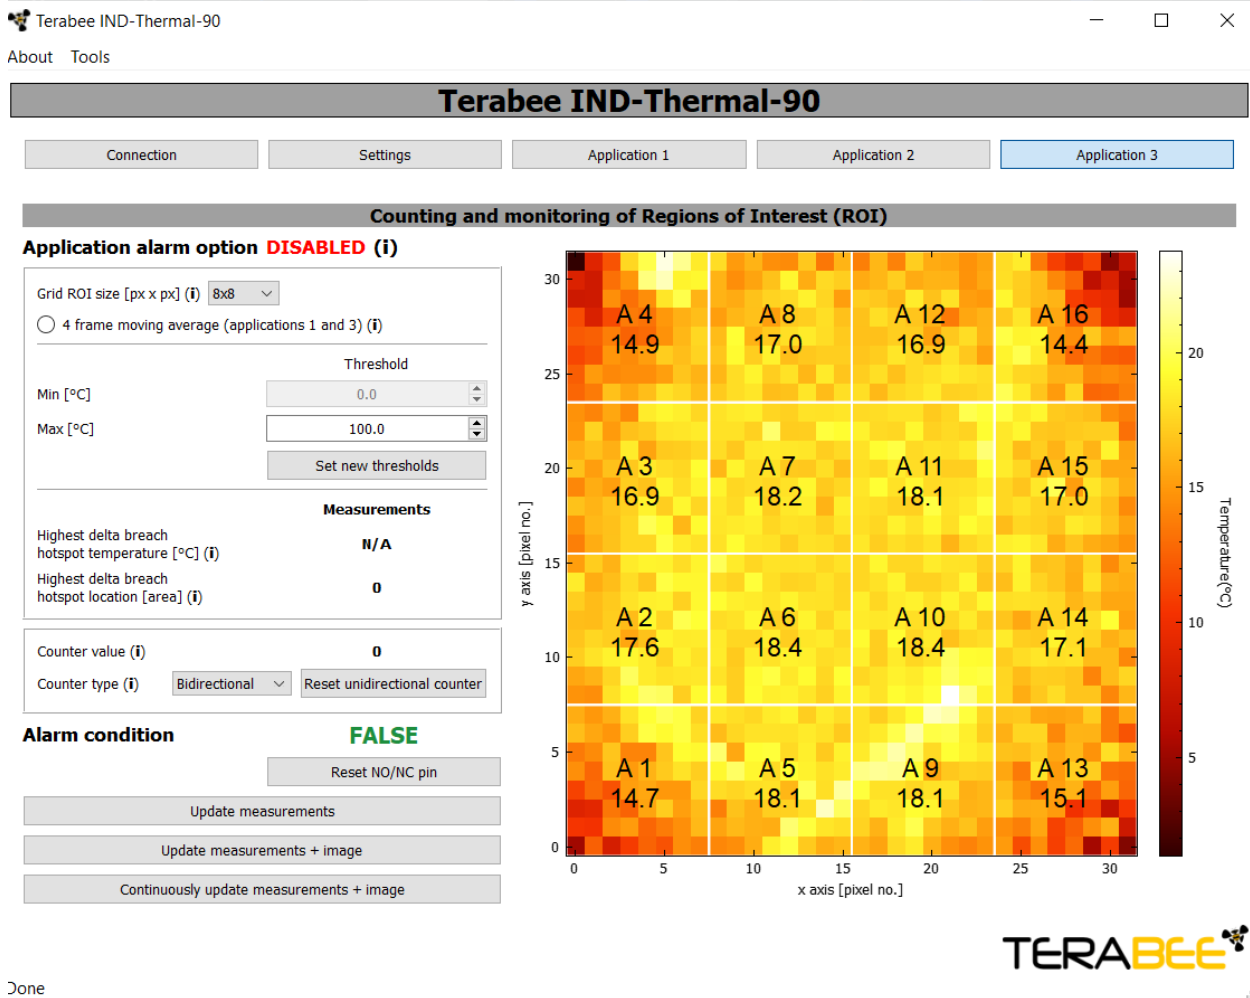 Terabee IND-Thermal-90
About Tools
Terabee IND-Thermal-90
Connection Settings Application 1 Application 2 Application 3
Counting and monitoring of Regions of Interest (ROI)
Application alarm option DISABLED (i)
Grid ROI size [px x px] (i) 8x8
4 frame moving average (applications 1 and 3) (i)
Threshold
Min [°C] 0.0
Max [°C] 100.0
Set new thresholds
Measurements
Highest delta breach
hotspot temperature [°C] (i) N/A
Highest delta breach
hotspot location [area] (i) 0
Counter value (i) 0
Counter type (i) Bidirectional Reset unidirectional counter
Alarm condition FALSE
Reset NO/NC pin
Update measurements
Update measurements + image
Continuously update measurements + image
30
25
20
15
10
5
0
y axis [pixel no.]
A 4 A 8 A 12 A 16
14.9 17.0 16.9 14.4
A 3 A 7 A 11 A 15
16.9 18.2 18.1 17.0
A 2 A 6 A 10 A 14
17.6 18.4 18.4 17.1
A 1 A 5 A 9 A 13
14.7 18.1 18.1 15.1
0 5 10 15 20 25 30
x axis [pixel no.]
20
15
10
5
Temperature(°C)
TERABEE
Done